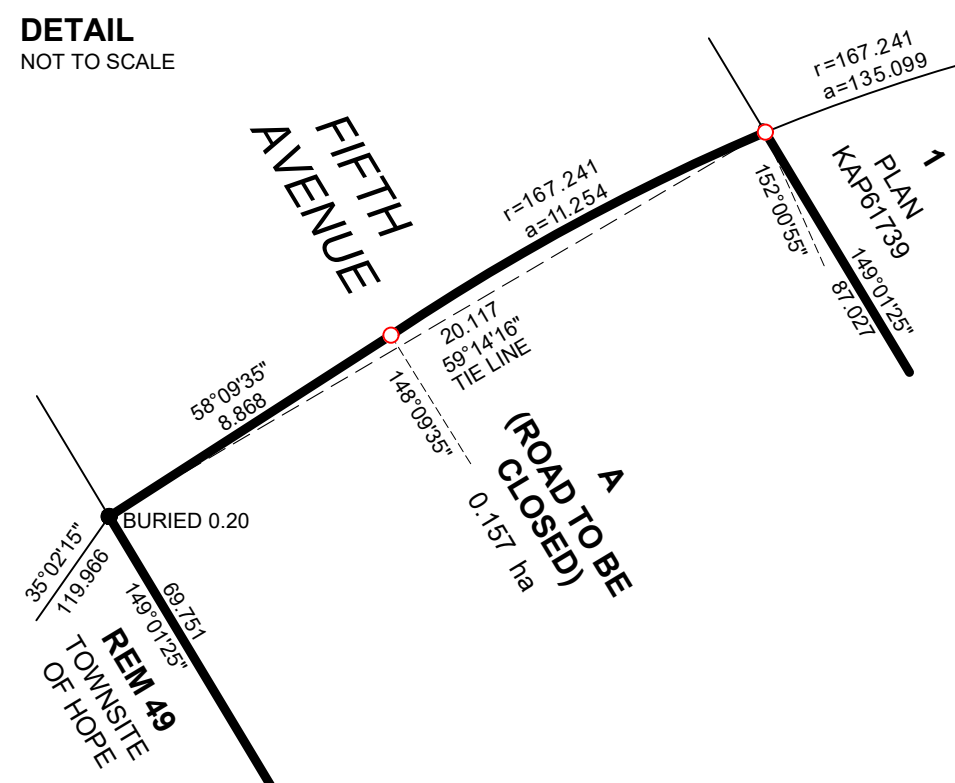 DETAIL
NOT TO SCALE
FIFTH
AVENUE
r=167.241
a=135.099
r=167.241
a=11.254
1
PLAN
KAP61739
152°00'55"
149°01'25"
87.027
20.117
59°14'16"
TIE LINE
58°09'35"
8.868
148°09'35"
A
(ROAD TO BE
CLOSED)
0.157 ha
BURIED 0.20
35°02'15"
119.966
69.751
149°01'25"
REM 49
TOWNSITE
OF HOPE